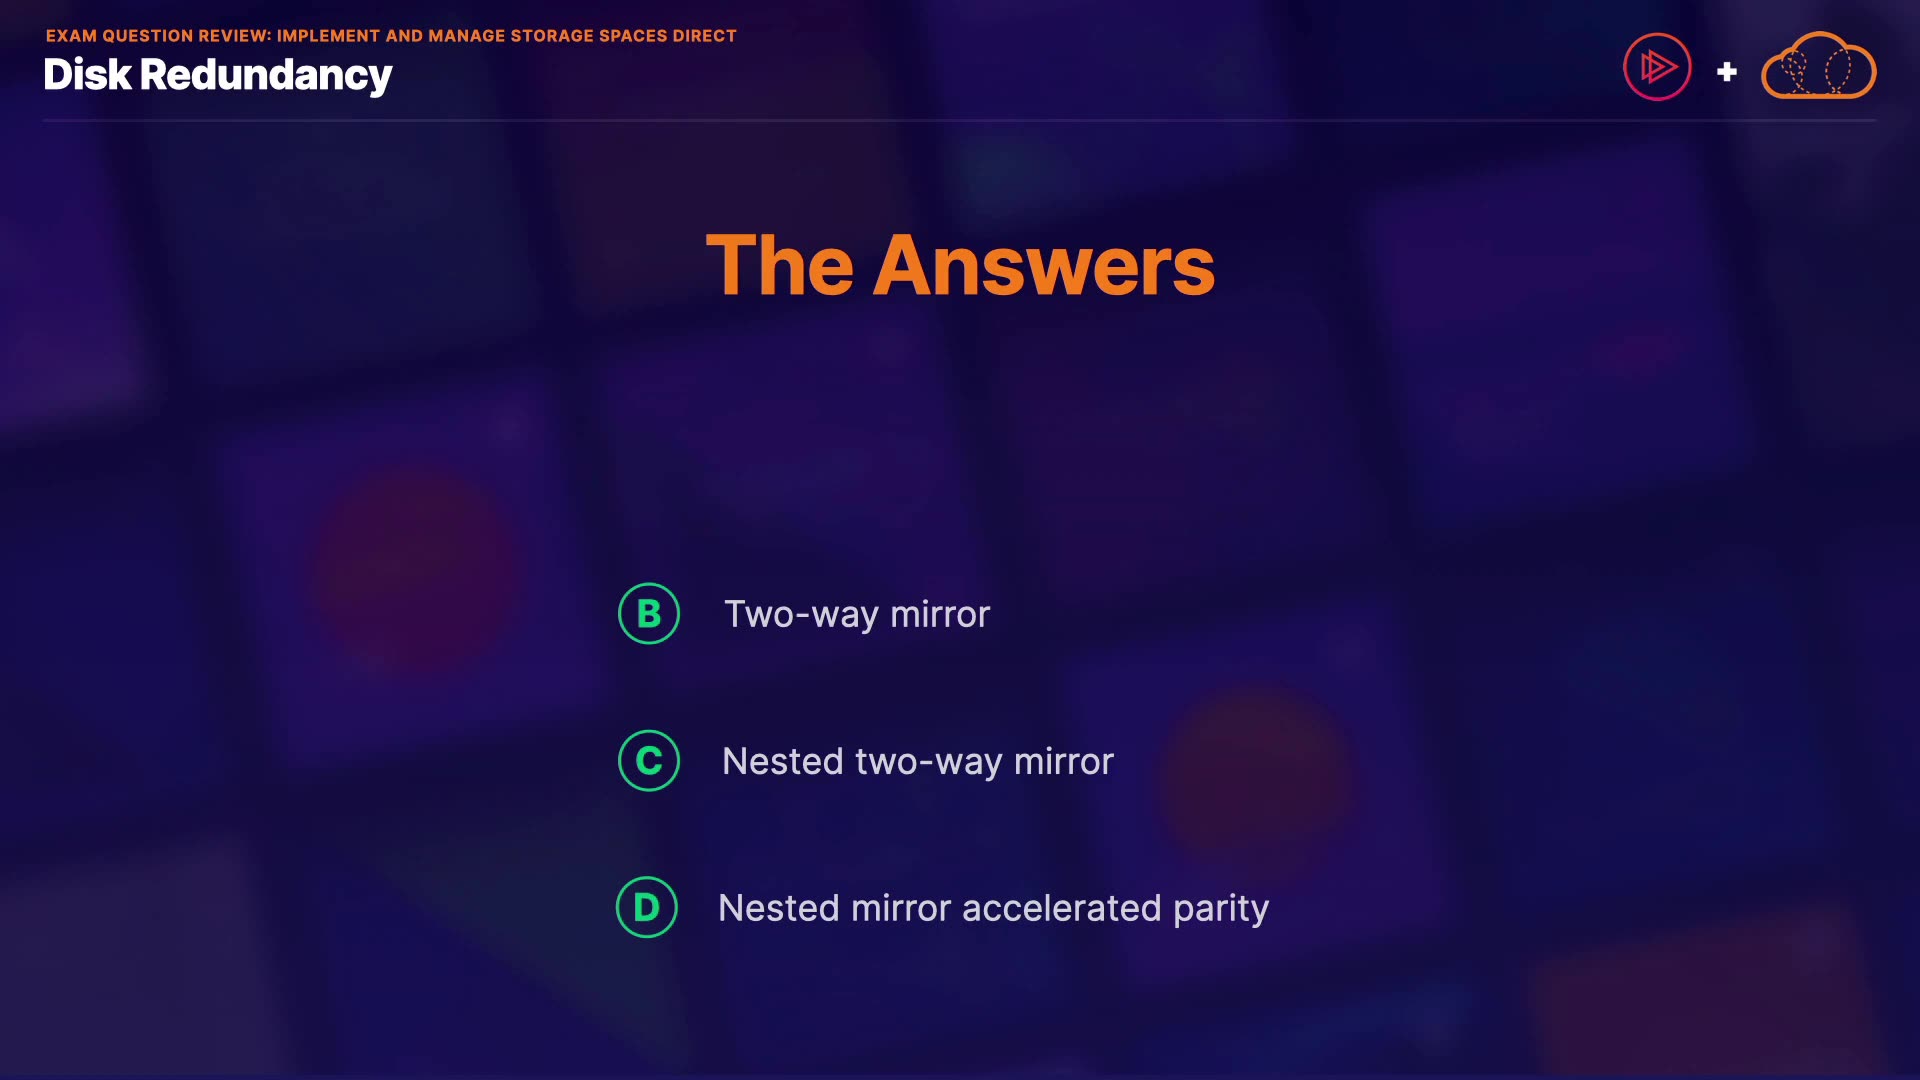 EXAM QUESTION REVIEW: IMPLEMENT AND MANAGE STORAGE SPACES DIRECT
Disk Redundancy
+
The Answers
B Two-way mirror
C Nested two-way mirror
D Nested mirror accelerated parity